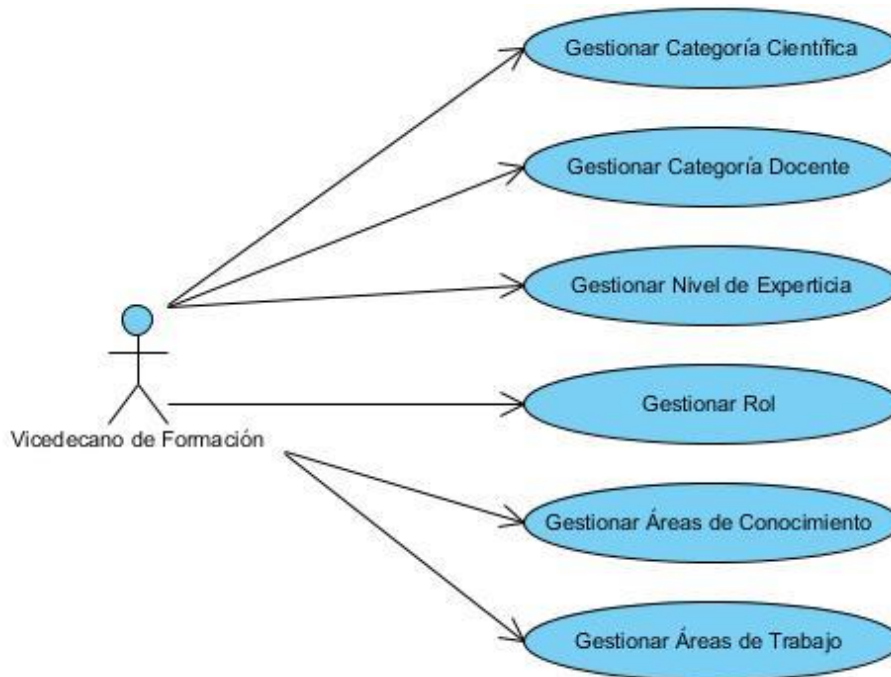 Gestionar Categoría Científica
Gestionar Categoría Docente
Gestionar Nivel de Experticia
Gestionar Rol
Vicedecano de Formación
Gestionar Áreas de Conocimiento
Gestionar Áreas de Trabajo